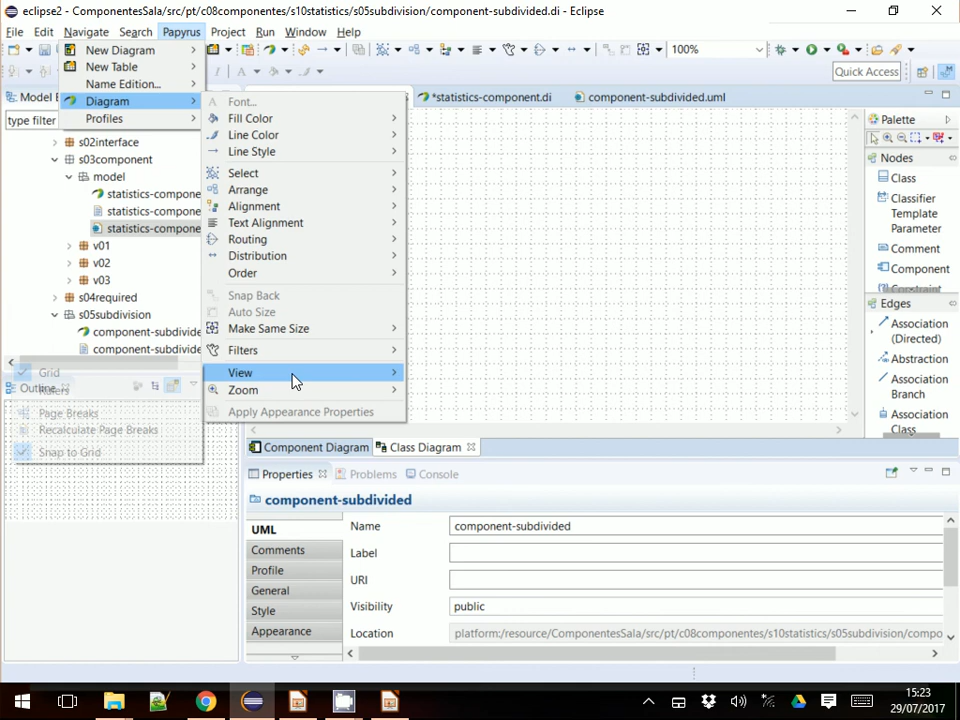 eclipse2 - ComponentesSala/src/pt/c08componentes/s10statistics/s05subdivision/component-subdivided.di - Eclipse
File Edit Navigate Search Papyrus Project Run Window Help
100%
Quick Access
New Diagram
New Table
Name Edition...
Diagram
Profiles
Model E
*statistics-component.di
component-subdivided.uml
type filter
Font...
Fill Color
Line Color
Line Style
Select
Arrange
Alignment
Text Alignment
Routing
Distribution
Order
Snap Back
Auto Size
Make Same Size
Filters
View
Zoom
Apply Appearance Properties
s02interface
s03component
model
statistics-compone
statistics-compone
statistics-compone
v01
v02
v03
s04required
s05subdivision
component-subdivide
component-subdivide
Grid
Outline
Rulers
Page Breaks
Recalculate Page Breaks
Snap to Grid
Palette
Nodes
Class
Classifier
Template
Parameter
Comment
Component
Constraint
Edges
Association
(Directed)
Abstraction
Association
Branch
Association
Class
Component Diagram
Class Diagram
Properties
Problems
Console
component-subdivided
UML
Comments
Profile
General
Style
Appearance
Name component-subdivided
Label
URI
Visibility public
Location platform:/resource/ComponentesSala/src/pt/c08componentes/s10statistics/s05subdivision/compo
15:23
29/07/2017